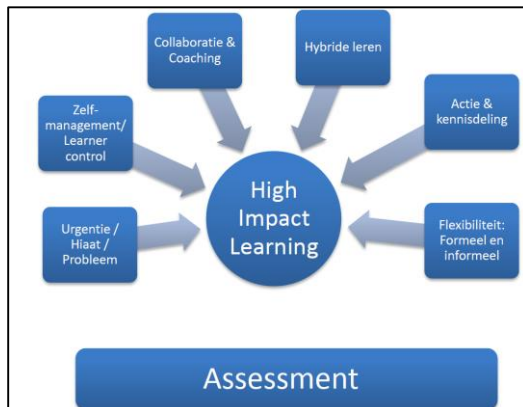 Collaboratie &
Coaching
Hybride leren
Zelf-
management/
Learner
control
Actie &
kennisdeling
High
Impact
Learning
Urgentie /
Hiaat /
Probleem
Flexibiliteit:
Formeel en
informeel
Assessment